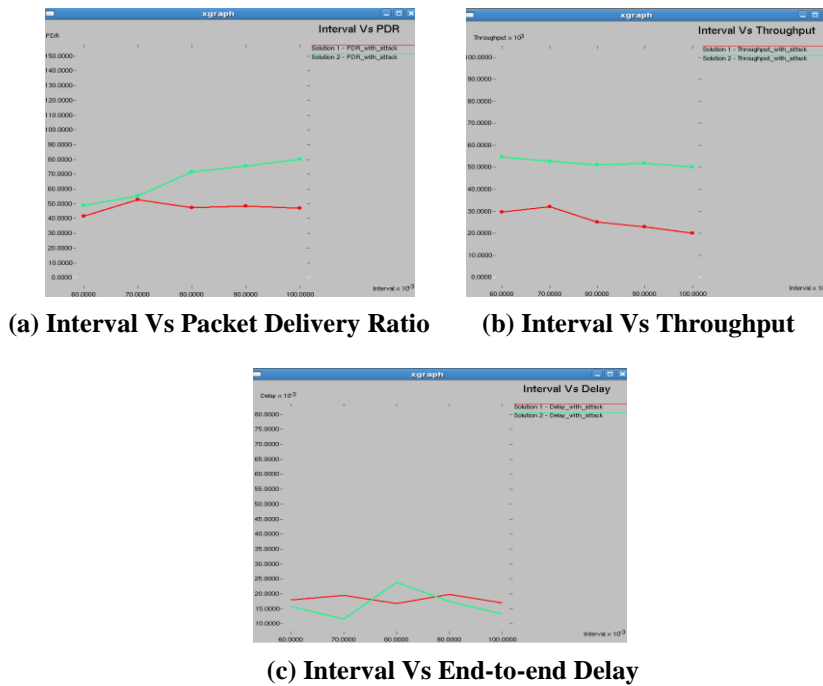 xgraph
Interval Vs PDR
PDR
Solution 1 - PDR_with_attack
Solution 2 - PDR_with_attack
150.0000
140.0000
130.0000
120.0000
110.0000
100.0000
90.0000
80.0000
70.0000
60.0000
50.0000
40.0000
30.0000
20.0000
10.0000
0.0000
60.0000 70.0000 80.0000 90.0000 100.0000
Interval x 10-3
(a) Interval Vs Packet Delivery Ratio
xgraph
Interval Vs Throughput
Throughput x 103
Solution 1 - Throughput_with_attack
Solution 2 - Throughput_with_attack
100.0000
90.0000
80.0000
70.0000
60.0000
50.0000
40.0000
30.0000
20.0000
10.0000
0.0000
60.0000 70.0000 80.0000 90.0000 100.0000
Interval x 10
(b) Interval Vs Throughput
xgraph
Interval Vs Delay
Delay x 10-3
Solution 1 - Delay_with_attack
Solution 2 - Delay_with_attack
80.0000
75.0000
70.0000
65.0000
60.0000
55.0000
50.0000
45.0000
40.0000
35.0000
30.0000
25.0000
20.0000
15.0000
10.0000
60.0000 70.0000 80.0000 90.0000 100.0000
Interval x 10-3
(c) Interval Vs End-to-end Delay